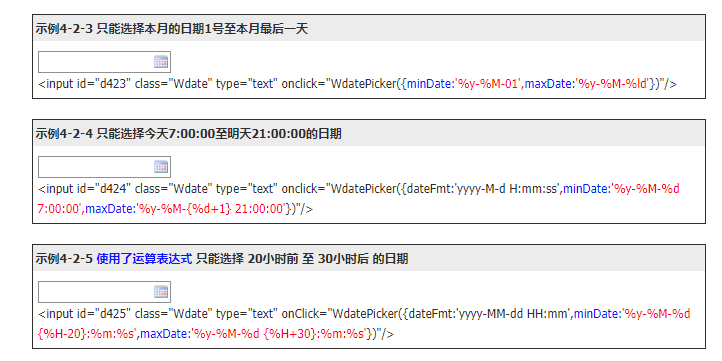 示例4-2-3 只能选择本月的日期1号至本月最后一天
<input id="d423" class="Wdate" type="text" onclick="WdatePicker({minDate:'%y-%M-01',maxDate:'%y-%M-%ld'})"/>
示例4-2-4 只能选择今天7:00:00至明天21:00:00的日期
<input id="d424" class="Wdate" type="text" onclick="WdatePicker({dateFmt:'yyyy-M-d H:mm:ss',minDate:'%y-%M-%d
7:00:00',maxDate:'%y-%M-{%d+1} 21:00:00'})"/>
示例4-2-5 使用了运算表达式 只能选择 20小时前 至 30小时后 的日期
<input id="d425" class="Wdate" type="text" onClick="WdatePicker({dateFmt:'yyyy-MM-dd HH:mm',minDate:'%y-%M-%d
{%H-20}:%m:%s',maxDate:'%y-%M-%d {%H+30}:%m:%s'})"/>